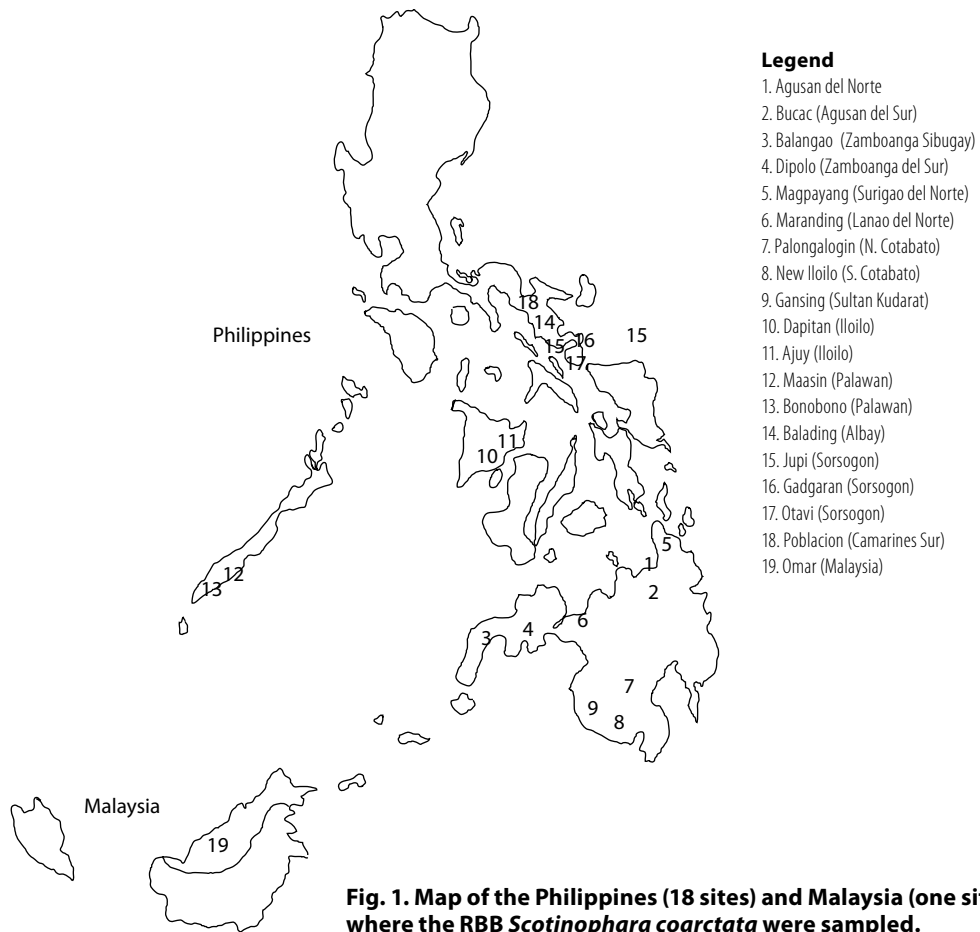 Legend
1. Agusan del Norte
2. Bucac (Agusan del Sur)
3. Balangao (Zamboanga Sibugay)
4. Dipolo (Zamboanga del Sur)
5. Magpayang (Surigao del Norte)
6. Maranding (Lanao del Norte)
7. Palongalogin (N. Cotabato)
8. New Iloilo (S. Cotabato)
9. Gansing (Sultan Kudarat)
10. Dapitan (Iloilo)
11. Ajuy (Iloilo)
12. Maasin (Palawan)
13. Bonobono (Palawan)
14. Balading (Albay)
15. Jupi (Sorsogon)
16. Gadgaran (Sorsogon)
17. Otavi (Sorsogon)
18. Poblacion (Camarines Sur)
19. Omar (Malaysia)
Philippines
18
14
15
16
15
17
11
10
5
1
2
12
13
3
4
6
7
9
8
Malaysia
19
Fig. 1. Map of the Philippines (18 sites) and Malaysia (one sit
where the RBB Scotinophara coarctata were sampled.